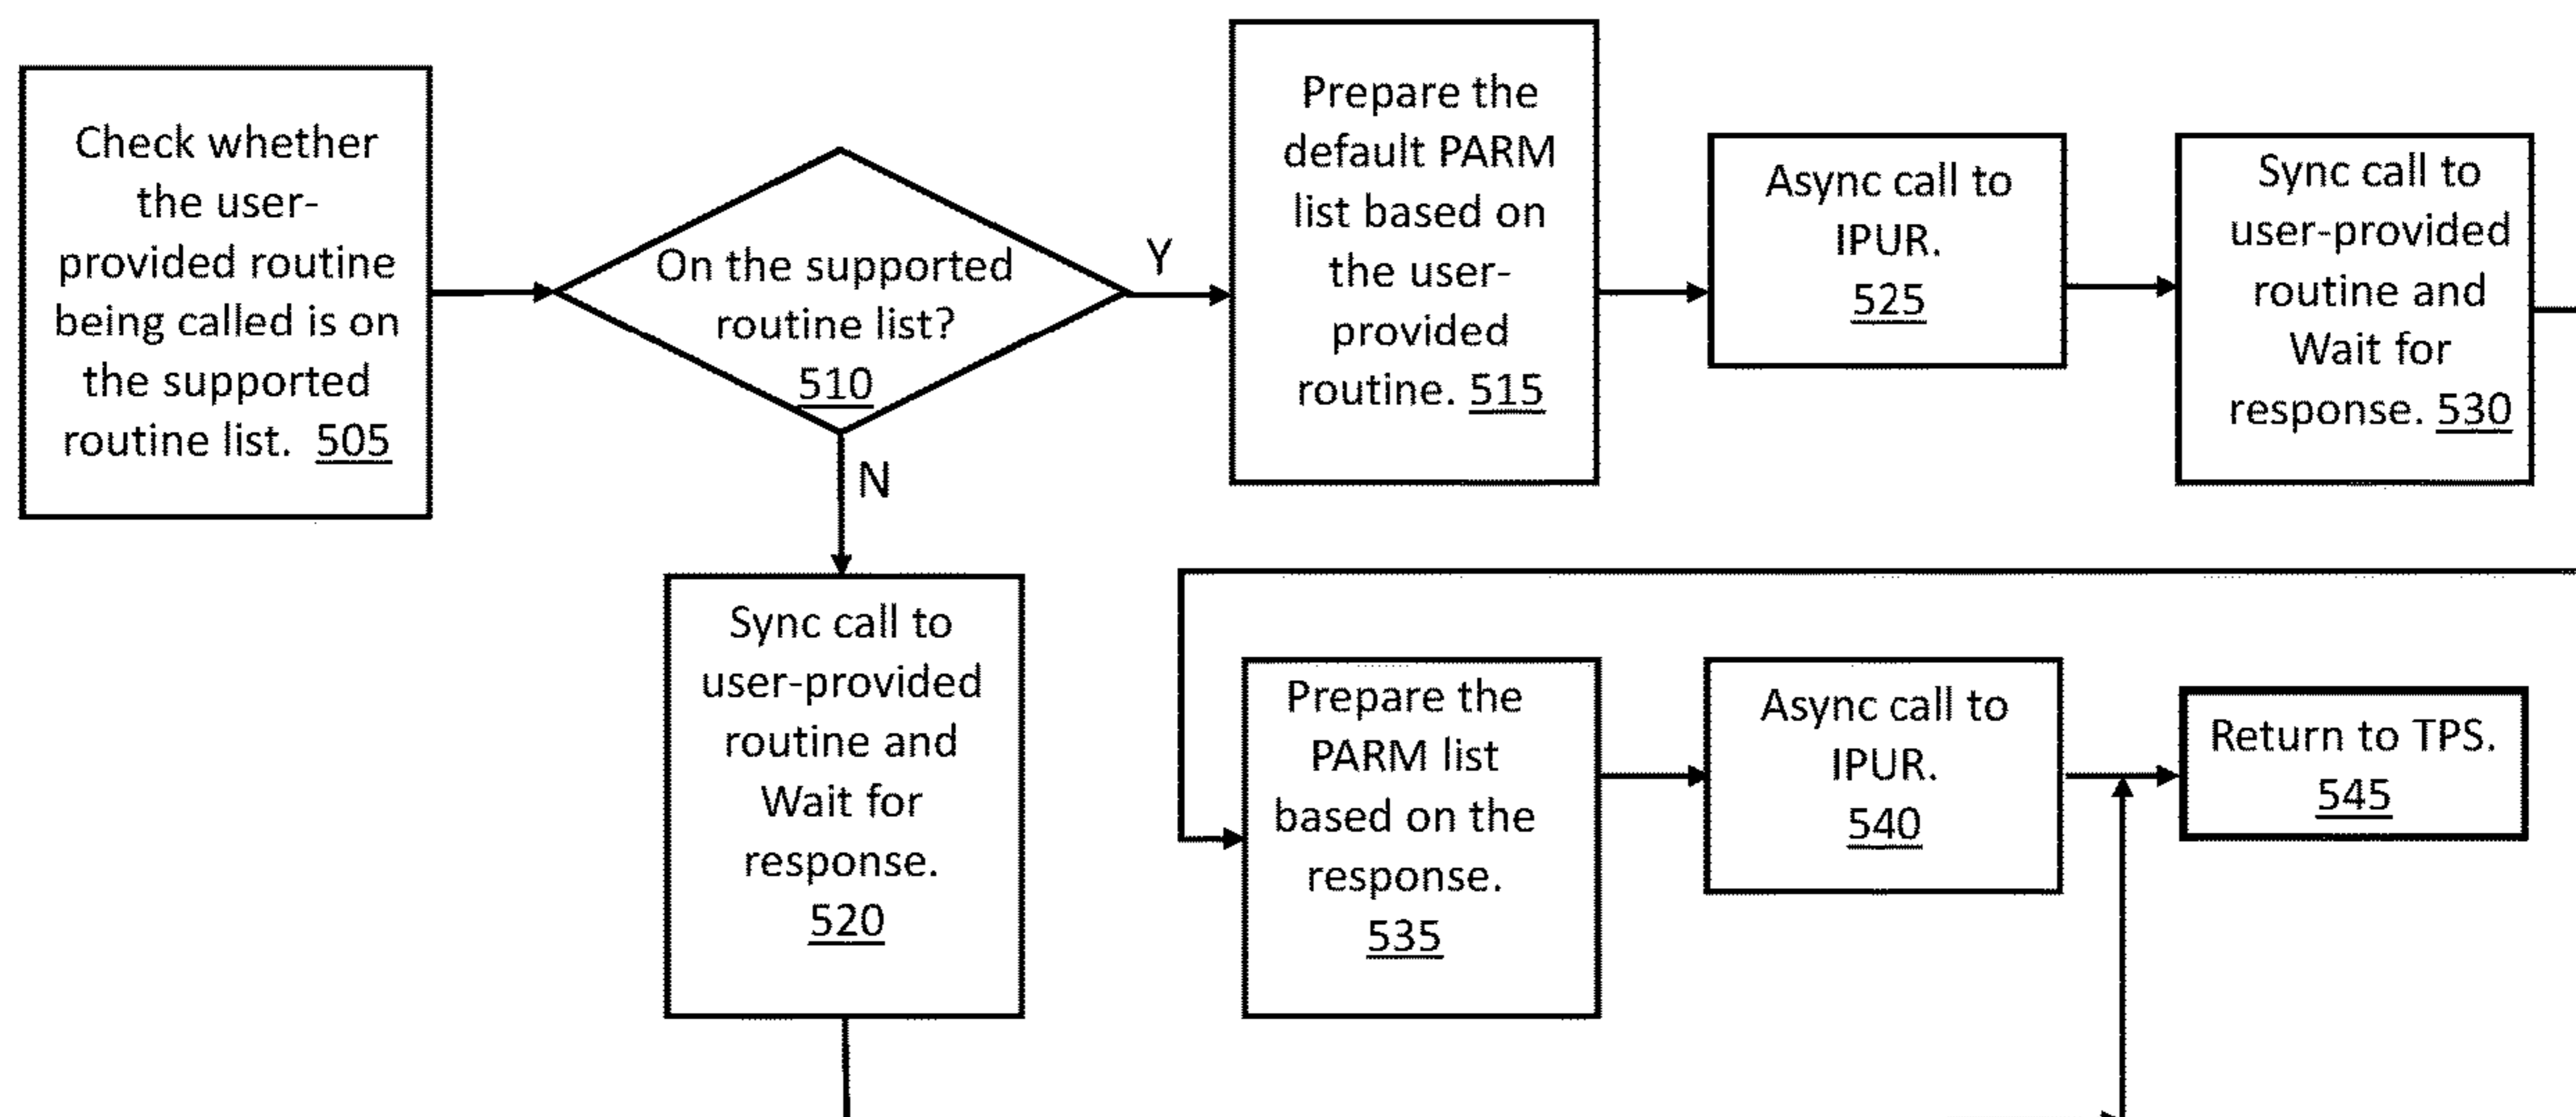 Check whether
the user-
provided routine
being called is on
the supported
routine list. 505
On the supported
routine list?
510
Y
N
Prepare the
default PARM
list based on
the user-
provided
routine. 515
Async call to
IPUR.
525
Sync call to
user-provided
routine and
Wait for
response. 530
Sync call to
user-provided
routine and
Wait for
response.
520
Prepare the
PARM list
based on the
response.
535
Async call to
IPUR.
540
Return to TPS.
545